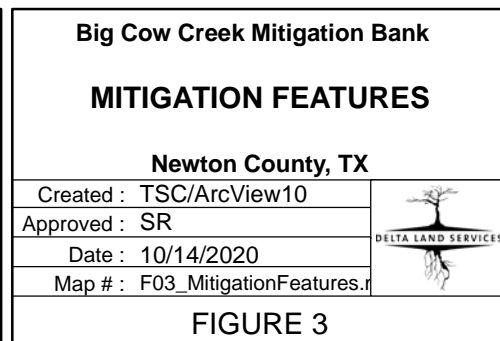 Big Cow Creek Mitigation Bank
MITIGATION FEATURES
Newton County, TX
Created : TSC/ArcView10
Approved : SR
Date : 10/14/2020
Map # : F03_MitigationFeatures.r
DELTA LAND SERVICES
FIGURE 3